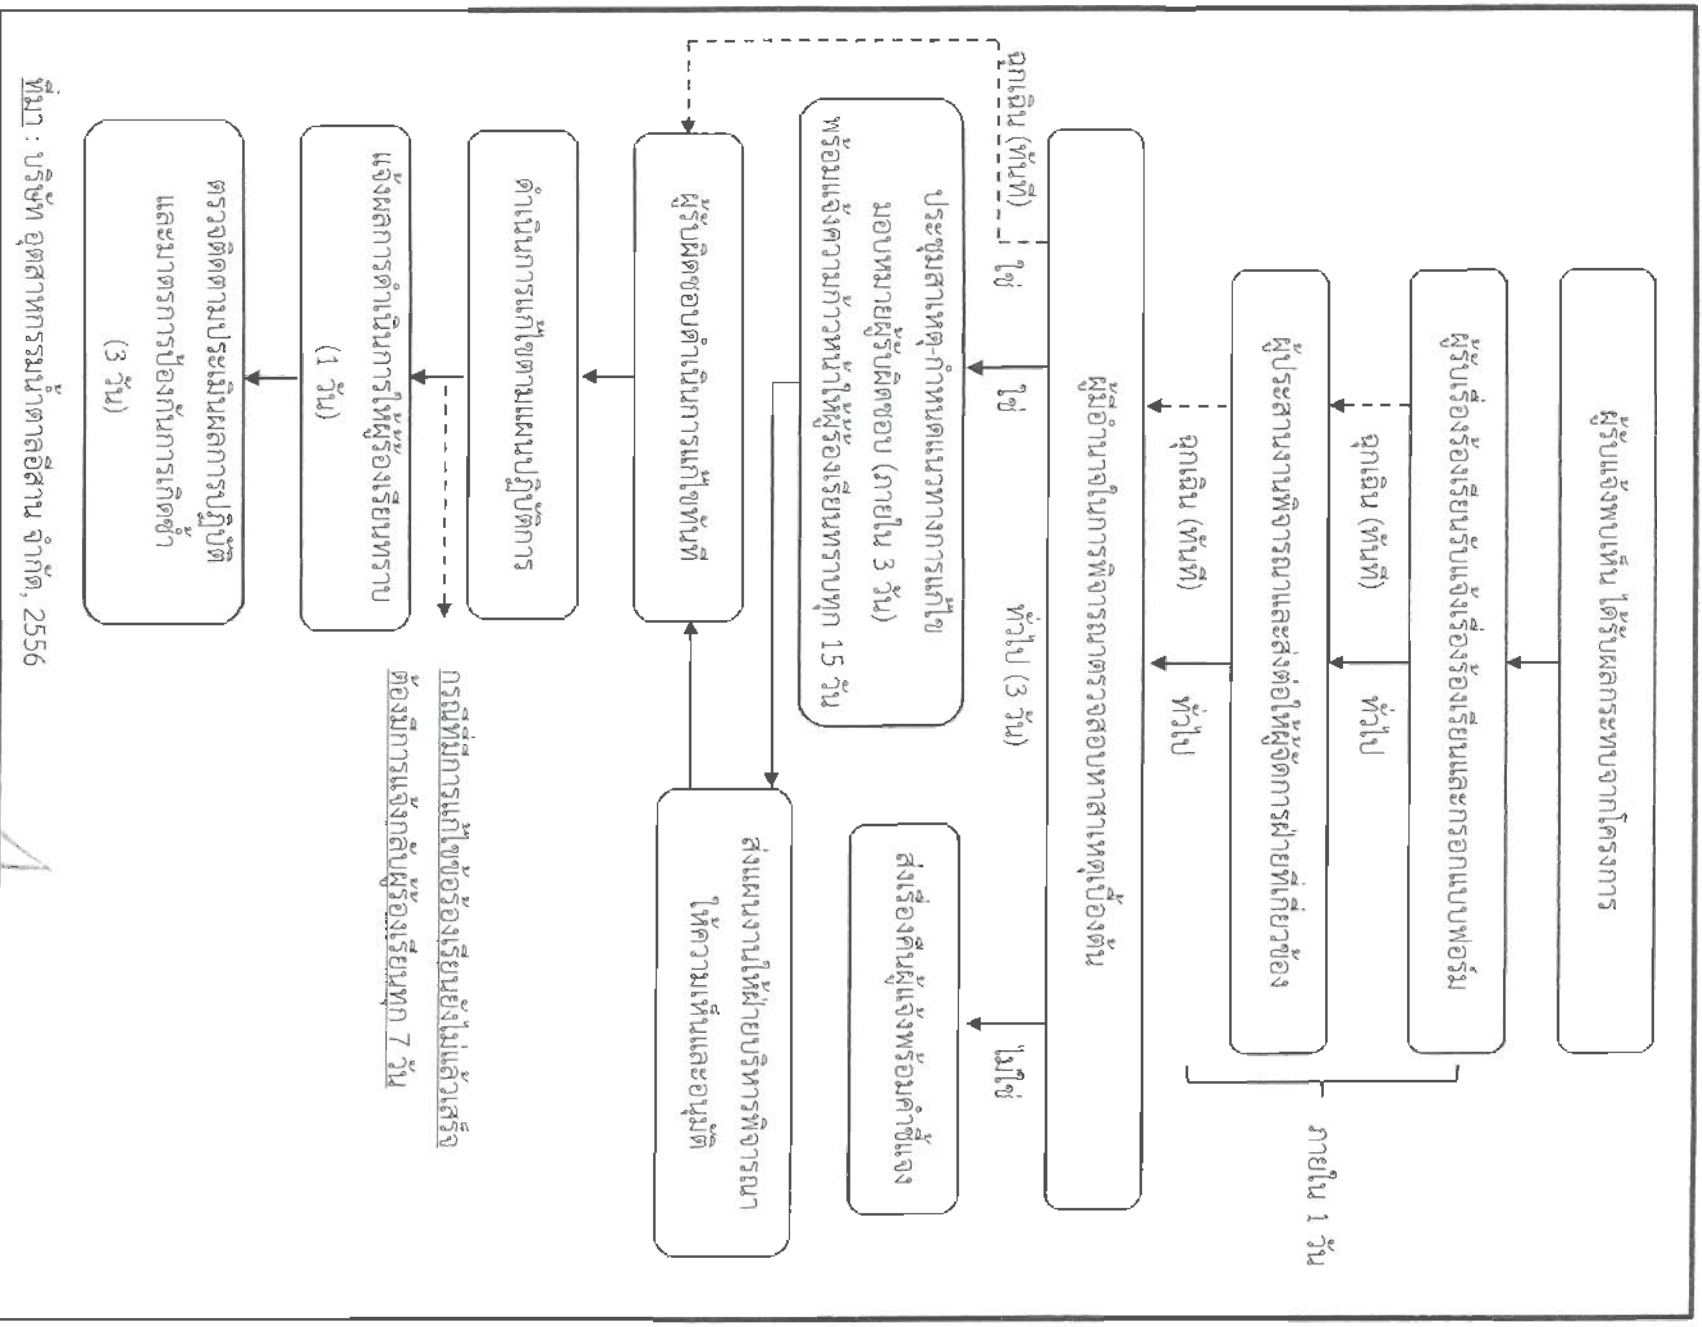 ผู้รับแจ้งพบเห็น ได้รับผลกระทบจากโครงการ
ผู้รับเรื่องร้องเรียนรับแจ้งเรื่องร้องเรียนและกรอกแบบฟอร์ม
ฉุกเฉิน (ทันที)
ทั่วไป
ภายใน 1 วัน
ผู้ประสานงานพิจารณาและส่งต่อให้ผู้จัดการฝ่ายที่เกี่ยวข้อง
ฉุกเฉิน (ทันที)
ทั่วไป
ผู้มีอำนาจในการพิจารณาตรวจสอบหาสาเหตุเบื้องต้น
ฉุกเฉิน (ทันที)
ใช่
ใช่
ทั่วไป (3 วัน)
ไม่ใช่
ประชุมสาเหตุ-กำหนดแนวทางการแก้ไข
มอบหมายผู้รับผิดชอบ (ภายใน 3 วัน)
พร้อมแจ้งความก้าวหน้าให้ผู้ร้องเรียนทราบทุก 15 วัน
ส่งเรื่องคืนผู้แจ้งพร้อมคำชี้แจง
ส่งแผนงานให้ฝ่ายบริหารพิจารณา
ให้ความเห็นและอนุมัติ
ผู้รับผิดชอบดำเนินการแก้ไขทันที
ดำเนินการแก้ไขตามแผนปฏิบัติการ
กรณีที่มีการแก้ไขข้อร้องเรียนยังไม่แล้วเสร็จ
ต้องมีการแจ้งกลับผู้ร้องเรียนทุก 7 วัน
แจ้งผลการดำเนินการให้ผู้ร้องเรียนทราบ
(1 วัน)
ตรวจติดตามประเมินผลการปฏิบัติ
และมาตรการป้องกันการเกิดซ้ำ
(3 วัน)
ที่มา : บริษัท อุตสาหกรรมน้ำตาลอีสาน จำกัด, 2556